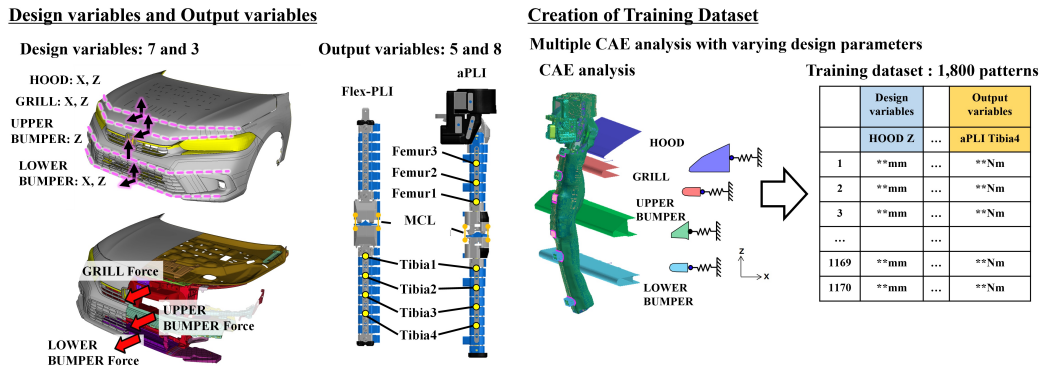 Design variables and Output variables
Design variables: 7 and 3
HOOD: X, Z
GRILL: X, Z
UPPER
BUMPER: Z
LOWER
BUMPER: X, Z
GRILL Force
UPPER
BUMPER Force
LOWER
BUMPER Force
Output variables: 5 and 8
aPLI
Flex-PLI
Femur3
Femur2
Femur1
MCL
Tibia1
Tibia2
Tibia3
Tibia4
Creation of Training Dataset
Multiple CAE analysis with varying design parameters
CAE analysis
HOOD
GRILL
UPPER
BUMPER
LOWER
BUMPER
Z
X
Training dataset : 1,800 patterns
Design variables ... Output variables
HOOD Z ... aPLI Tibia4
1 **mm ... **Nm
2 **mm ... **Nm
3 **mm ... **Nm
... ...
1169 **mm ... **Nm
1170 **mm ... **Nm